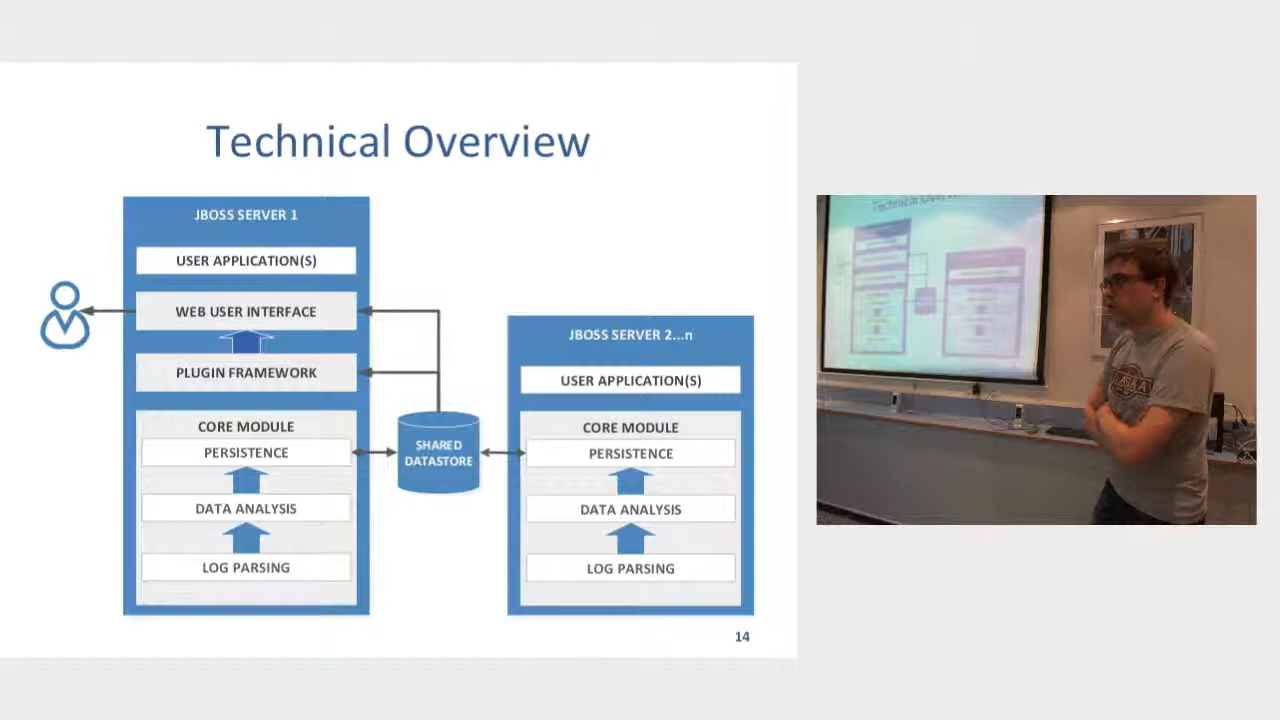 Technical Overview
JBOSS SERVER 1
USER APPLICATION(S)
WEB USER INTERFACE
PLUGIN FRAMEWORK
CORE MODULE
PERSISTENCE
DATA ANALYSIS
LOG PARSING
SHARED
DATASTORE
JBOSS SERVER 2...n
USER APPLICATION(S)
CORE MODULE
PERSISTENCE
DATA ANALYSIS
LOG PARSING
14
Technical